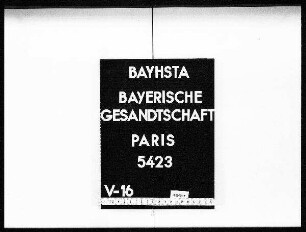 BAYHSTA
BAYERISCHE
GESANDTSCHAFT
PARIS
5423
V-16